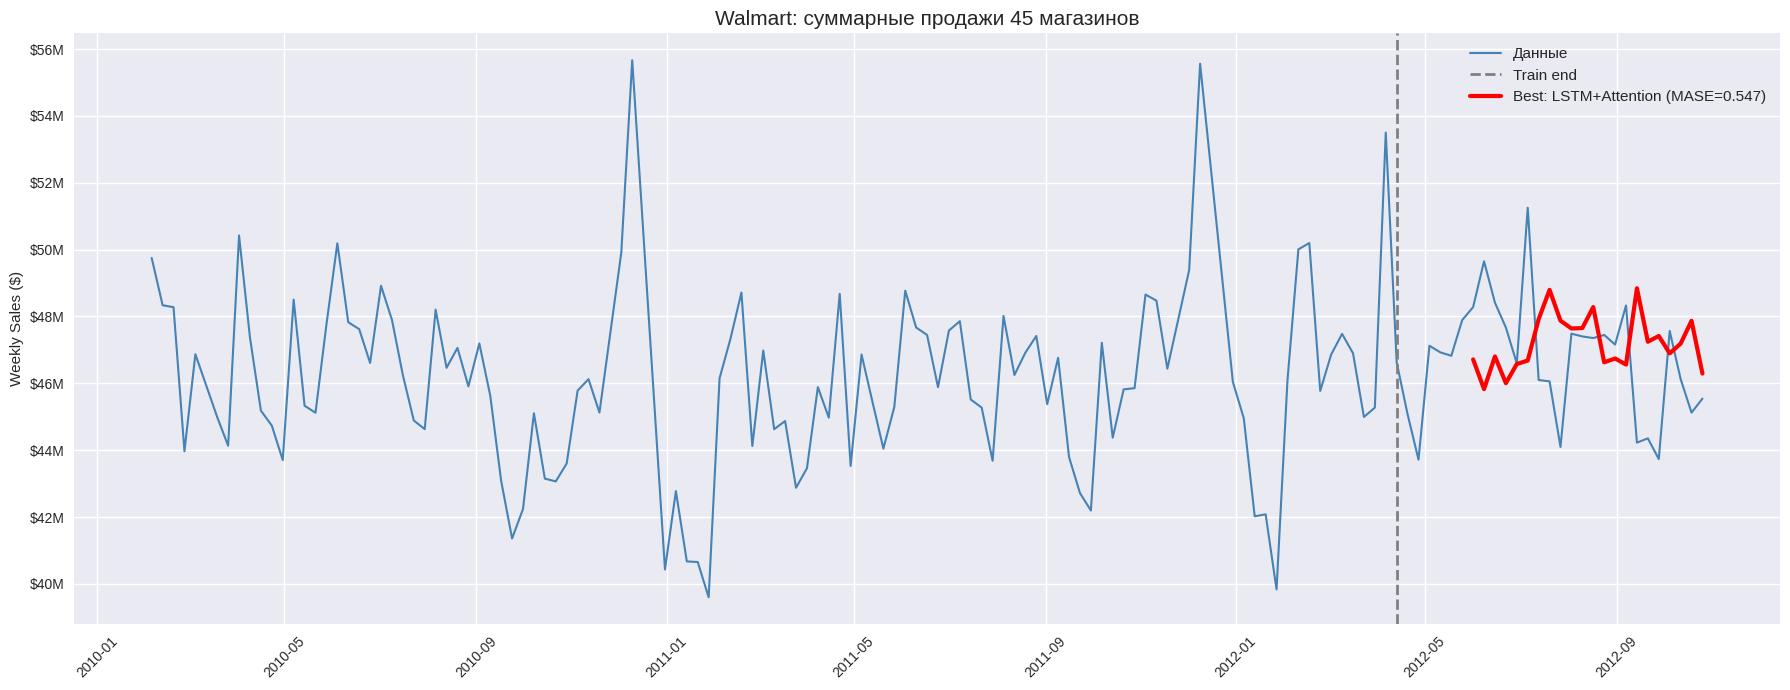 Walmart: суммарные продажи 45 магазинов
Данные
Train end
Best: LSTM+Attention (MASE=0.547)
Weekly Sales ($)
$56M
$54M
$52M
$50M
$48M
$46M
$44M
$42M
$40M
2010-01
2010-05
2010-09
2011-01
2011-05
2011-09
2012-01
2012-05
2012-09